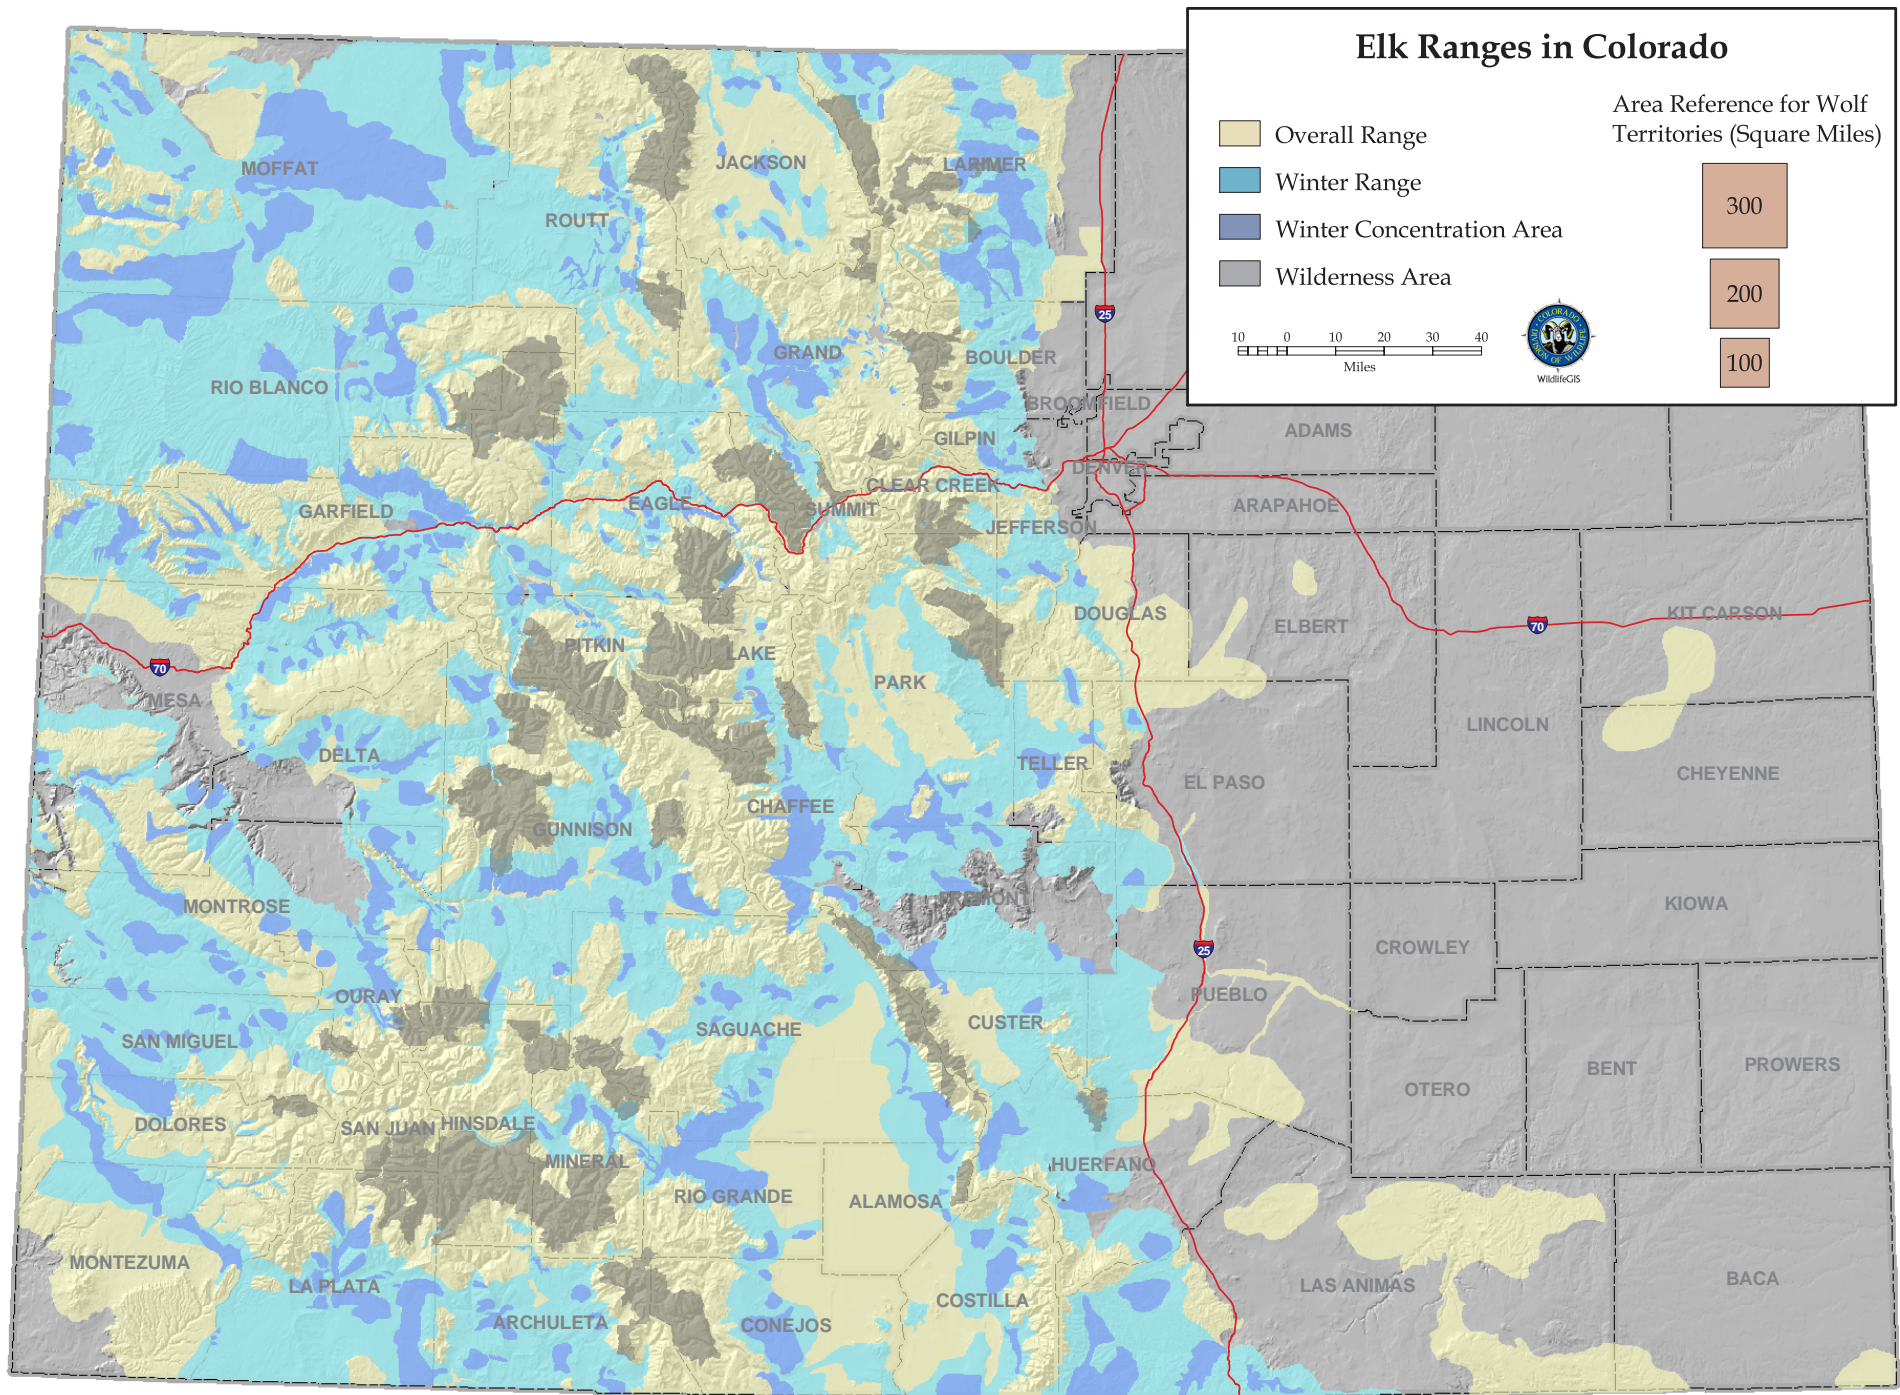 Elk Ranges in Colorado
Area Reference for Wolf
Territories (Square Miles)
Overall Range
Winter Range
Winter Concentration Area
Wilderness Area
300
200
100
10 0 10 20 30 40
Miles
COLORADO
DIVISION OF WILDLIFE
WildlifeGIS
MOFFAT
ROUTT
JACKSON
LARIMER
25
RIO BLANCO
GRAND
BOULDER
BROOMFIELD
GILPIN
ADAMS
DENVER
CLEAR CREEK
GARFIELD
EAGLE
SUMMIT
ARAPAHOE
JEFFERSON
DOUGLAS
ELBERT
70
KIT CARSON
PITKIN
LAKE
70
MESA
PARK
LINCOLN
DELTA
TELLER
EL PASO
CHEYENNE
CHAFFEE
GUNNISON
MONTROSE
FREMONT
KIOWA
CROWLEY
25
OURAY
PUEBLO
SAGUACHE
CUSTER
SAN MIGUEL
OTERO
BENT
PROWERS
DOLORES
SAN JUAN
HINSDALE
MINERAL
HUERFANO
RIO GRANDE
ALAMOSA
MONTEZUMA
LA PLATA
LAS ANIMAS
BACA
COSTILLA
ARCHULETA
CONEJOS